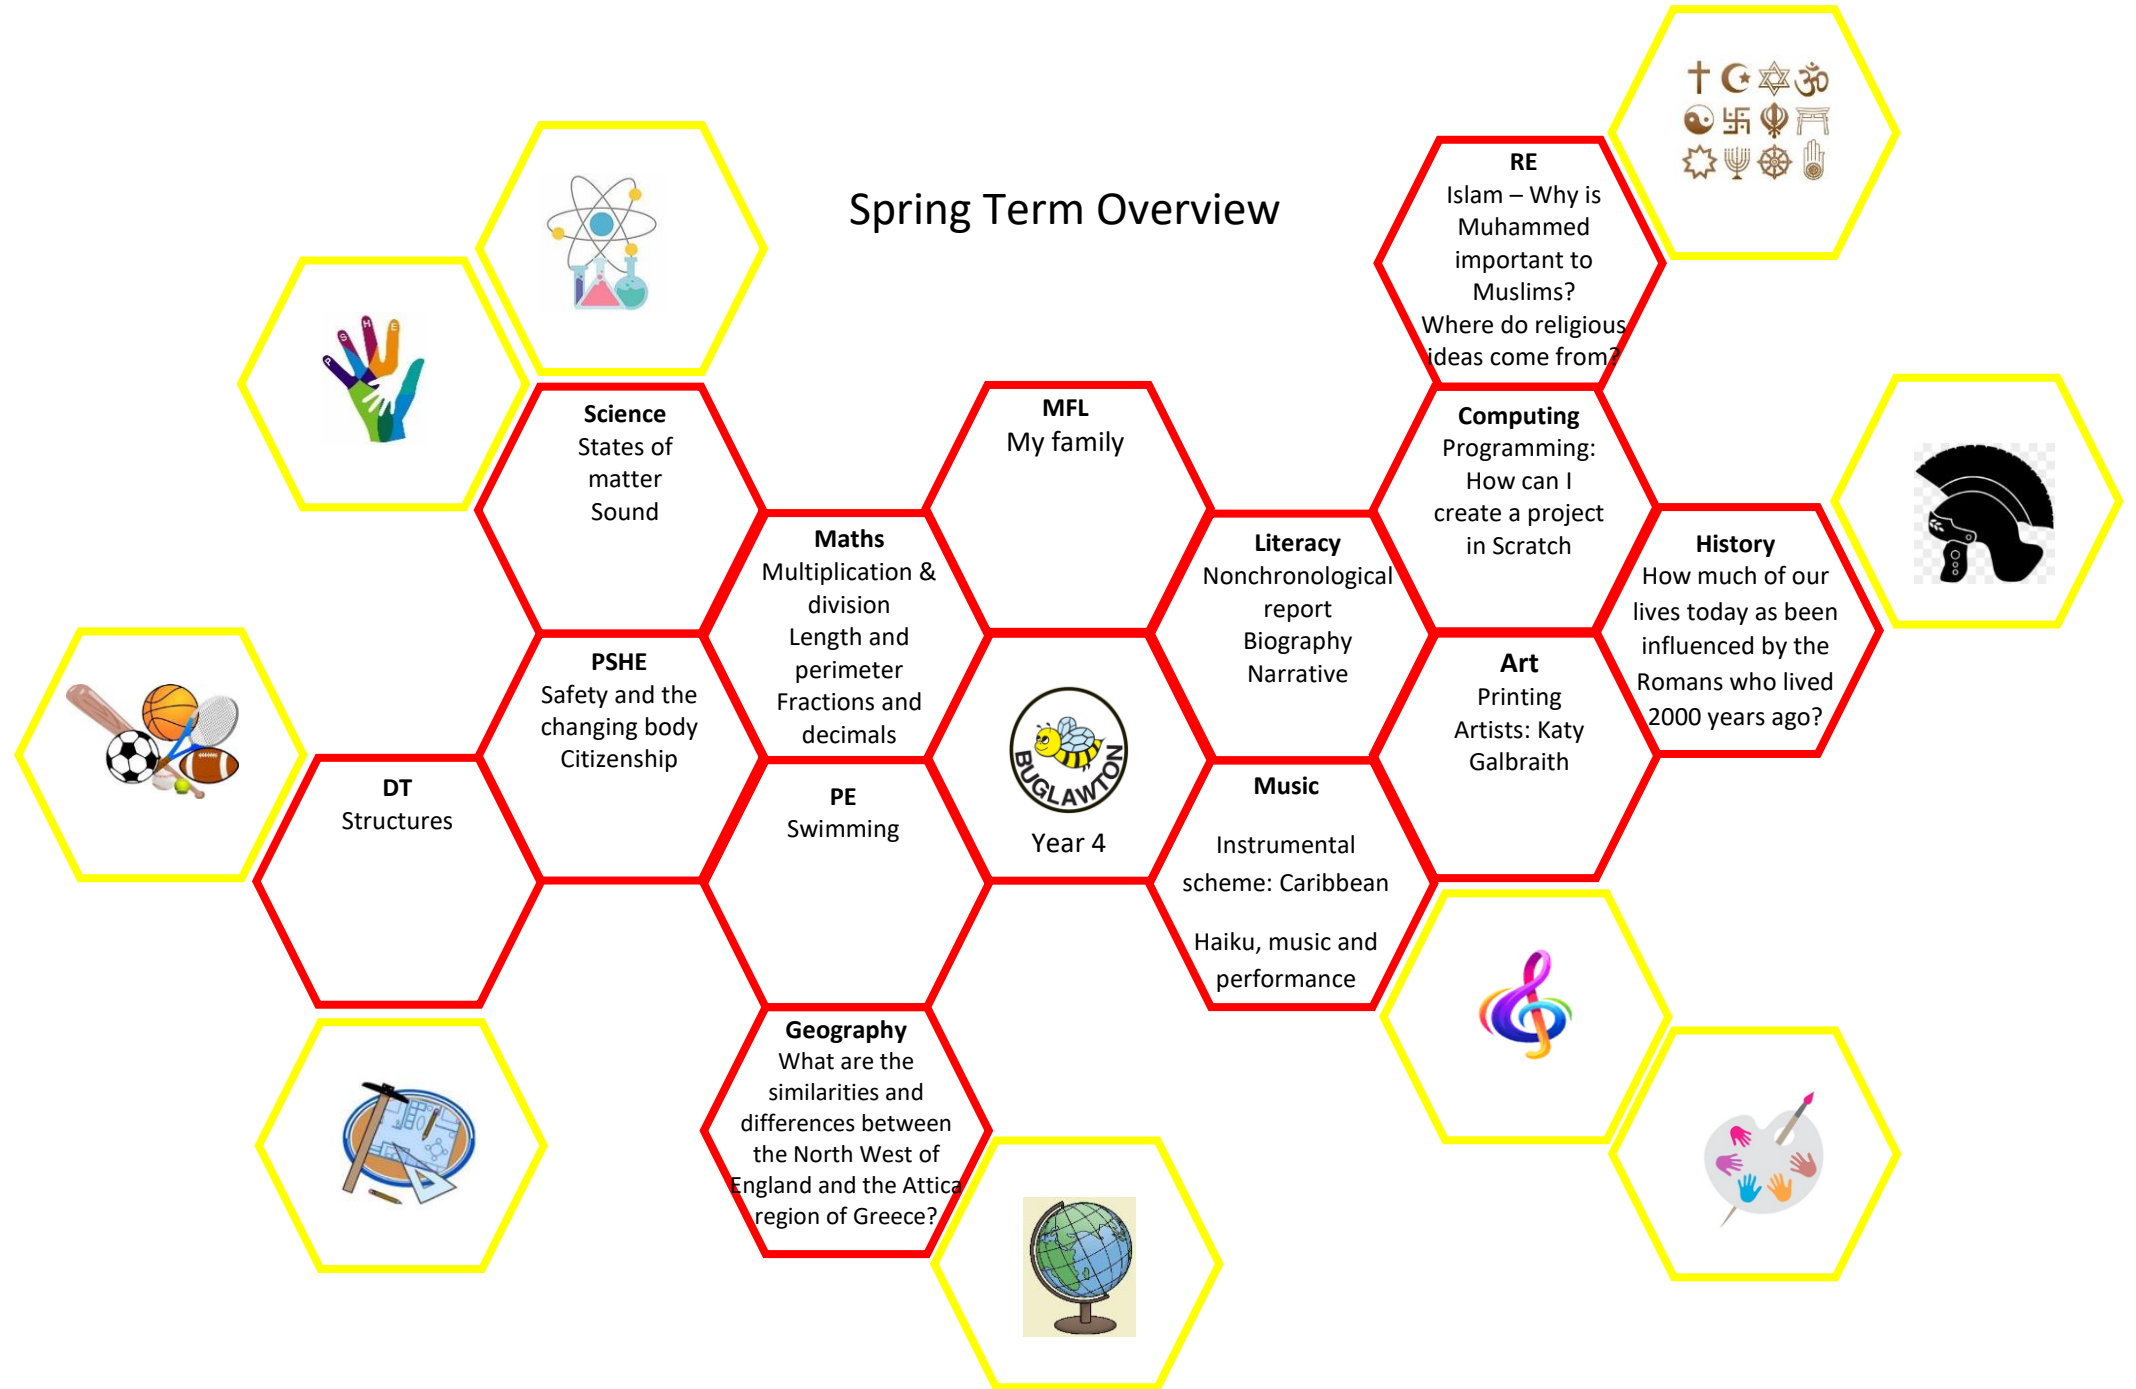 Spring Term Overview
RE
Islam – Why is
Muhammed
important to
Muslims?
Where do religious
ideas come from?
P
S
H
E
Science
States of
matter
Sound
MFL
My family
Computing
Programming:
How can I
create a project
in Scratch
Maths
Multiplication &
division
Length and
perimeter
Fractions and
decimals
Literacy
Nonchronological
report
Biography
Narrative
History
How much of our
lives today as been
influenced by the
Romans who lived
2000 years ago?
PSHE
Safety and the
changing body
Citizenship
BUGLAWTON
Year 4
Art
Printing
Artists: Katy
Galbraith
DT
Structures
PE
Swimming
Music
Instrumental
scheme: Caribbean
Haiku, music and
performance
Geography
What are the
similarities and
differences between
the North West of
England and the Attica
region of Greece?